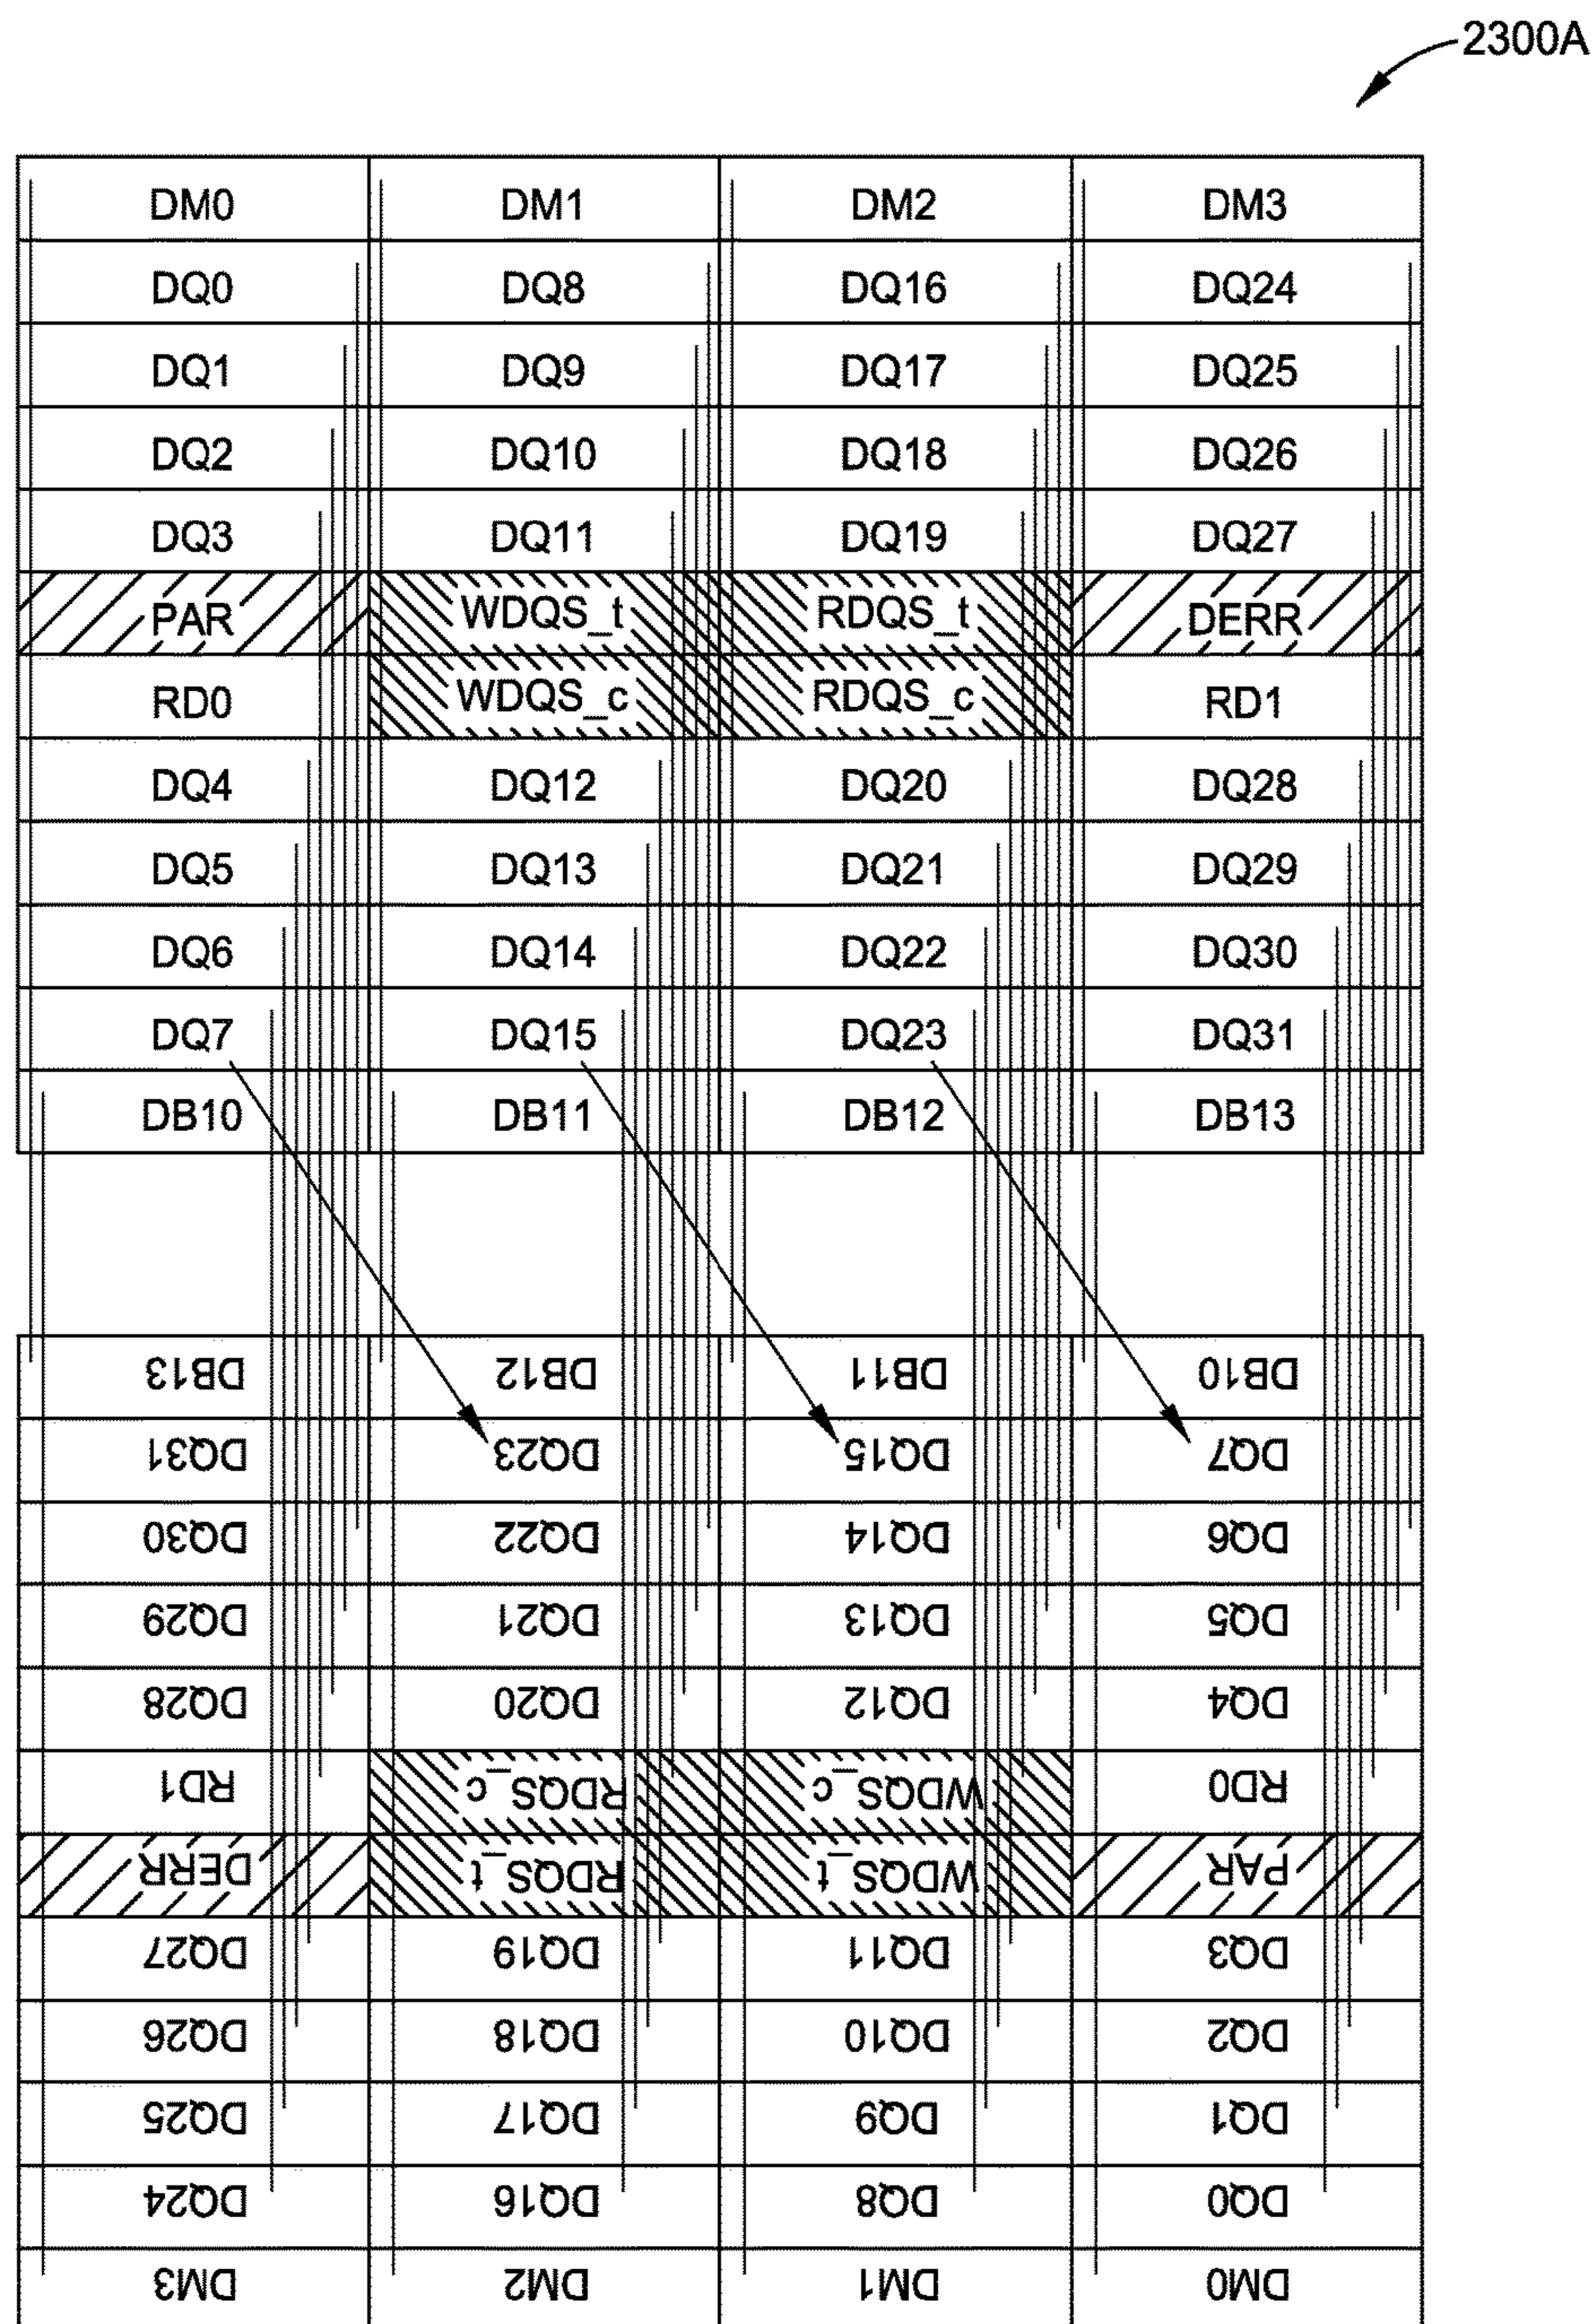 2300A
DM0 DM1 DM2 DM3
DQ0 DQ8 DQ16 DQ24
DQ1 DQ9 DQ17 DQ25
DQ2 DQ10 DQ18 DQ26
DQ3 DQ11 DQ19 DQ27
PAR WDQS_t RDQS_t DERR
RD0 WDQS_c RDQS_c RD1
DQ4 DQ12 DQ20 DQ28
DQ5 DQ13 DQ21 DQ29
DQ6 DQ14 DQ22 DQ30
DQ7 DQ15 DQ23 DQ31
DB10 DB11 DB12 DB13
DB13 DB12 DB11 DB10
DQ31 DQ23 DQ15 DQ7
DQ30 DQ22 DQ14 DQ6
DQ29 DQ21 DQ13 DQ5
DQ28 DQ20 DQ12 DQ4
RD1 RDQS_c WDQS_c RD0
DERR RDQS_t WDQS_t PAR
DQ27 DQ19 DQ11 DQ3
DQ26 DQ18 DQ10 DQ2
DQ25 DQ17 DQ9 DQ1
DQ24 DQ16 DQ8 DQ0
DM3 DM2 DM1 DM0